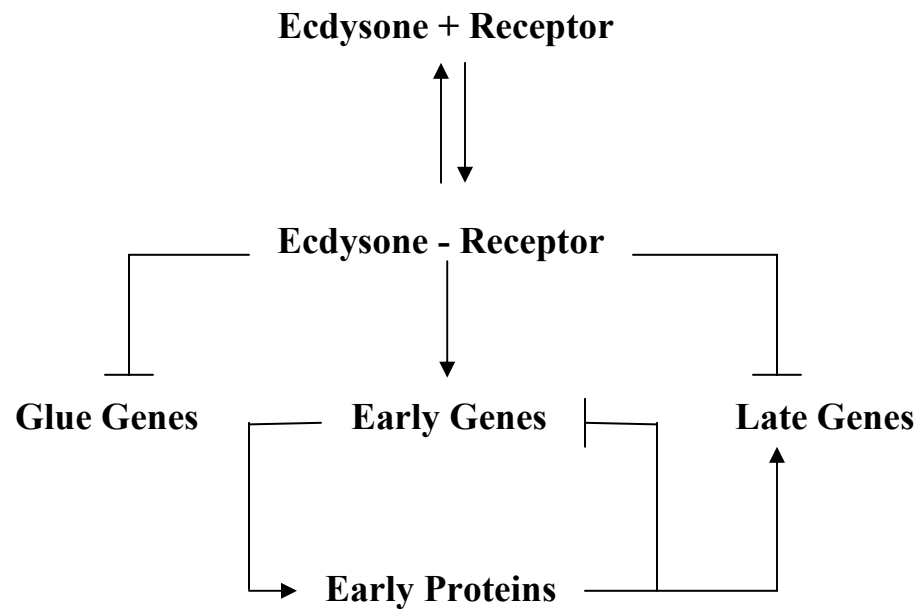 Ecdysone + Receptor
Ecdysone - Receptor
Glue Genes
Early Genes
Late Genes
Early Proteins